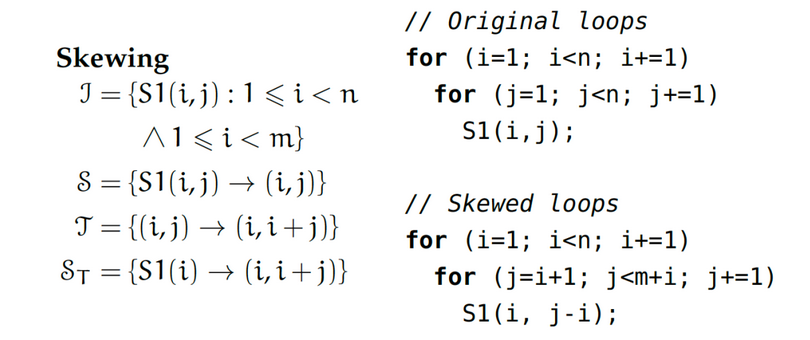 Skewing
ℐ = {S1(i,j) : 1 ⩽ i < n
∧ 1 ⩽ i < m}
𝒮 = {S1(i,j) → (i,j)}
𝒯 = {(i,j) → (i,i+j)}
𝒮_T = {S1(i) → (i,i+j)}
// Original loops
for (i=1; i<n; i+=1)
for (j=1; j<n; j+=1)
S1(i,j);
// Skewed loops
for (i=1; i<n; i+=1)
for (j=i+1; j<m+i; j+=1)
S1(i, j-i);